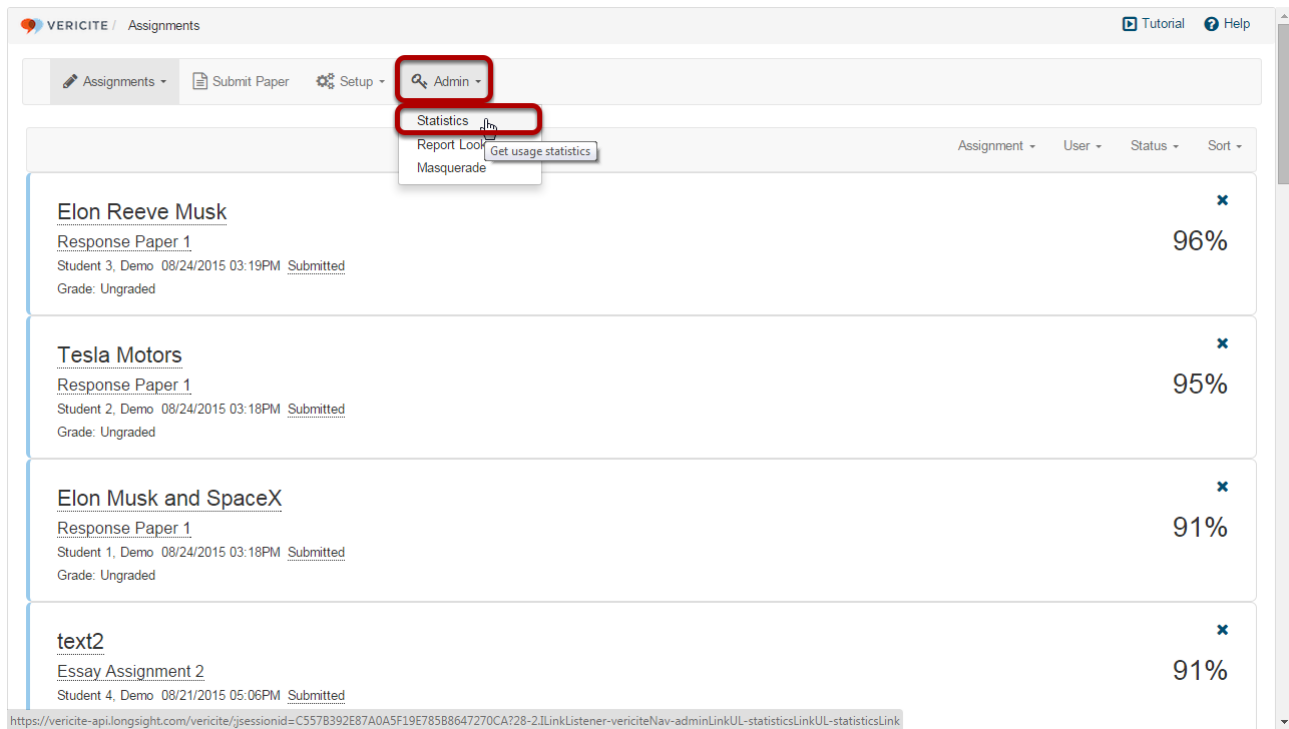 VERICITE / Assignments Tutorial Help
Assignments Submit Paper Setup Admin
Statistics
Report Look
Get usage statistics
Masquerade
Assignment User Status Sort
Elon Reeve Musk
Response Paper 1
96%
Student 3, Demo 08/24/2015 03:19PM Submitted
Grade: Ungraded
Tesla Motors
Response Paper 1
95%
Student 2, Demo 08/24/2015 03:18PM Submitted
Grade: Ungraded
Elon Musk and SpaceX
Response Paper 1
91%
Student 1, Demo 08/24/2015 03:18PM Submitted
Grade: Ungraded
text2
Essay Assignment 2
91%
Student 4, Demo 08/21/2015 05:06PM Submitted
https://vericite-api.longsight.com/vericite/;jsessionid=C557B392E87A0A5F19E785B8647270CA?28-2.ILinkListener-vericiteNav-adminLinkUL-statisticsLinkUL-statisticsLink